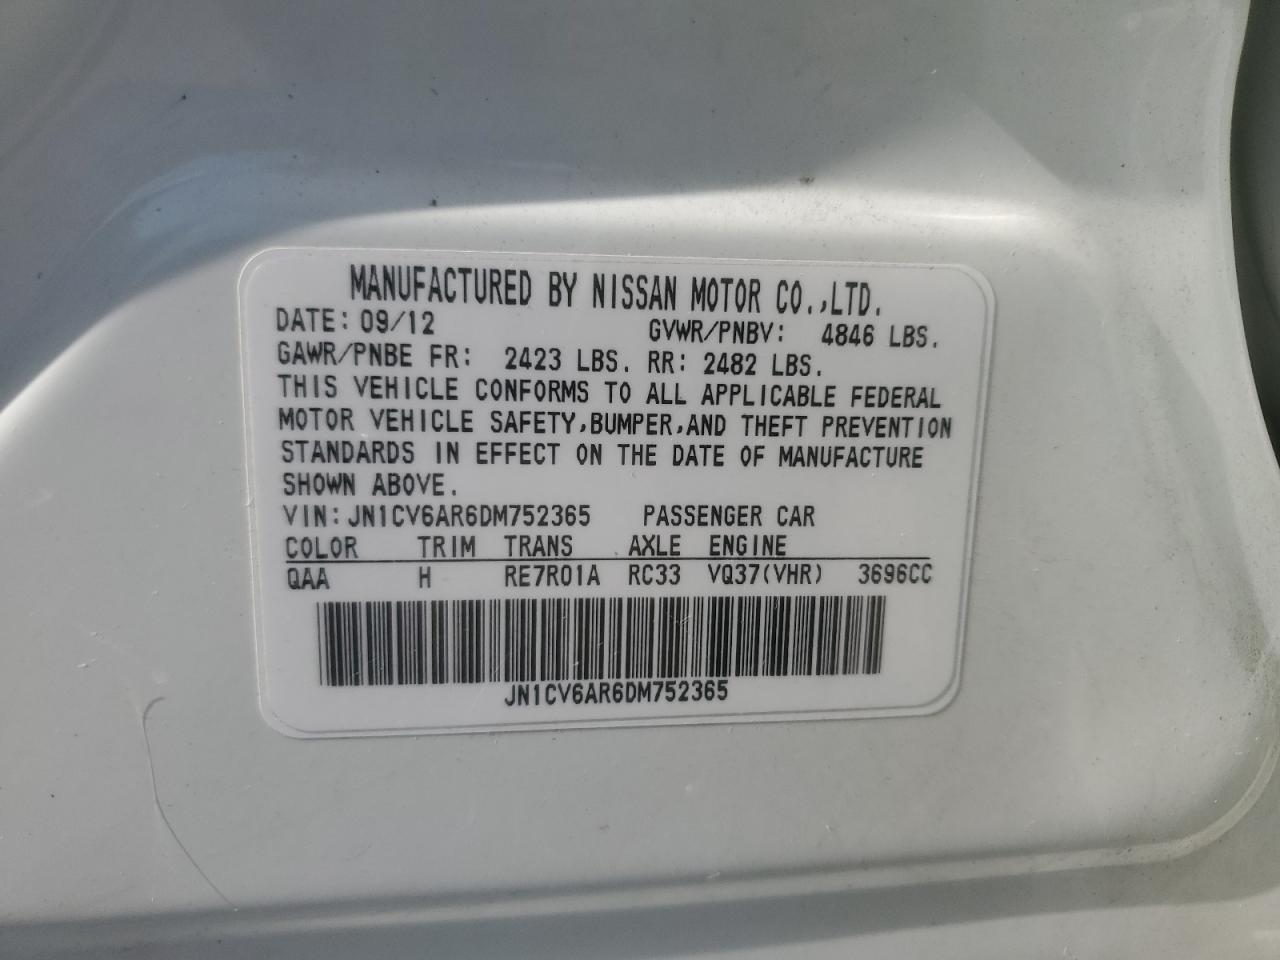 MANUFACTURED BY NISSAN MOTOR CO.,LTD.
DATE: 09/12 GVWR/PNBV: 4846 LBS.
GAWR/PNBE FR: 2423 LBS. RR: 2482 LBS.
THIS VEHICLE CONFORMS TO ALL APPLICABLE FEDERAL
MOTOR VEHICLE SAFETY,BUMPER,AND THEFT PREVENTION
STANDARDS IN EFFECT ON THE DATE OF MANUFACTURE
SHOWN ABOVE.
VIN:JN1CV6AR6DM752365 PASSENGER CAR
COLOR TRIM TRANS AXLE ENGINE
QAA H RE7R01A RC33 VQ37(VHR) 3696CC
JN1CV6AR6DM752365